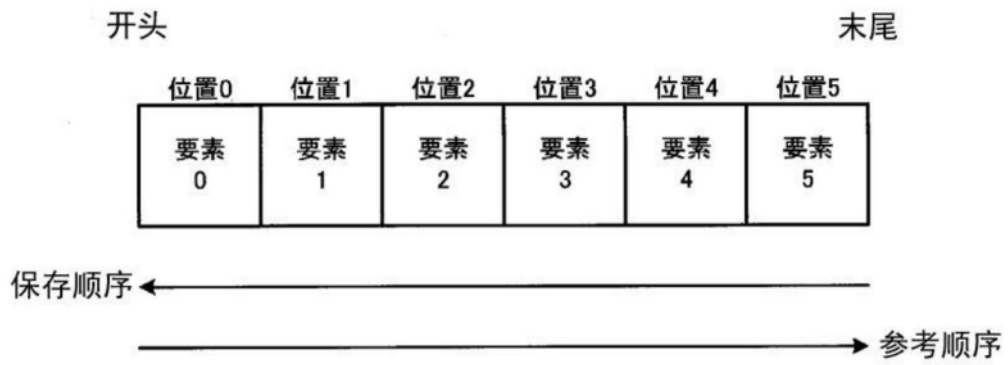 开头 末尾
位置0 位置1 位置2 位置3 位置4 位置5
要素 要素 要素 要素 要素 要素
0 1 2 3 4 5
保存顺序
参考顺序